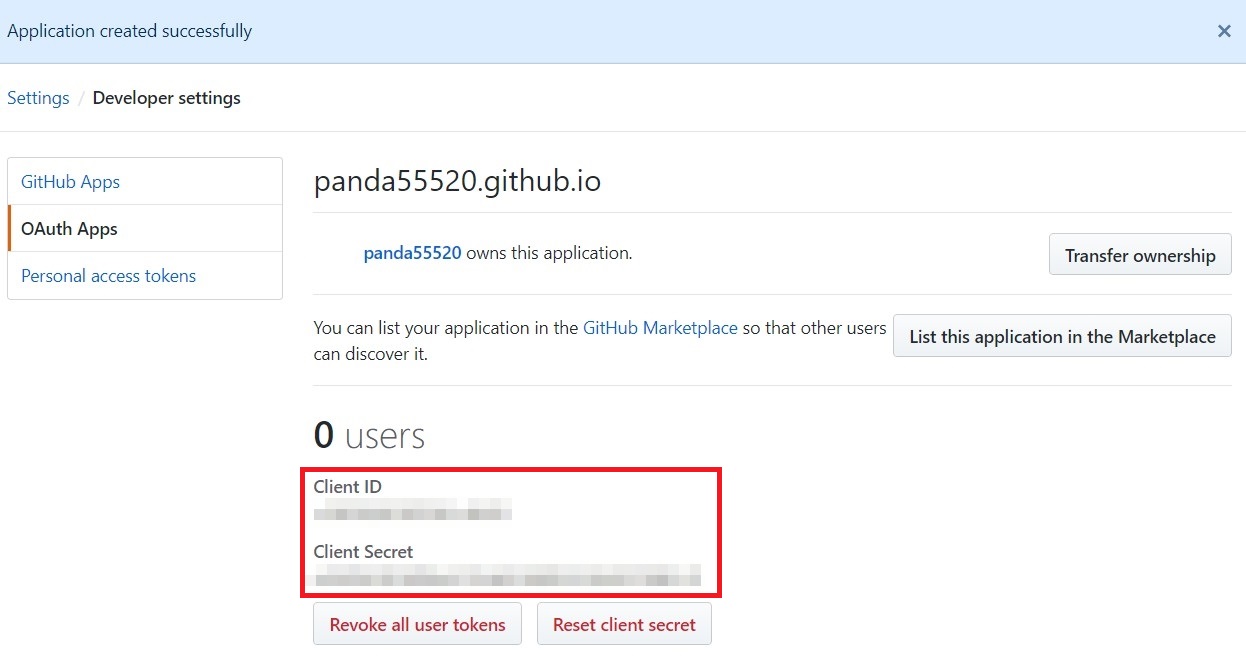 Application created successfully
Settings / Developer settings
GitHub Apps
OAuth Apps
Personal access tokens
panda55520.github.io
panda55520 owns this application.
Transfer ownership
You can list your application in the GitHub Marketplace so that other users
can discover it.
List this application in the Marketplace
0 users
Client ID
Client Secret
Revoke all user tokens
Reset client secret